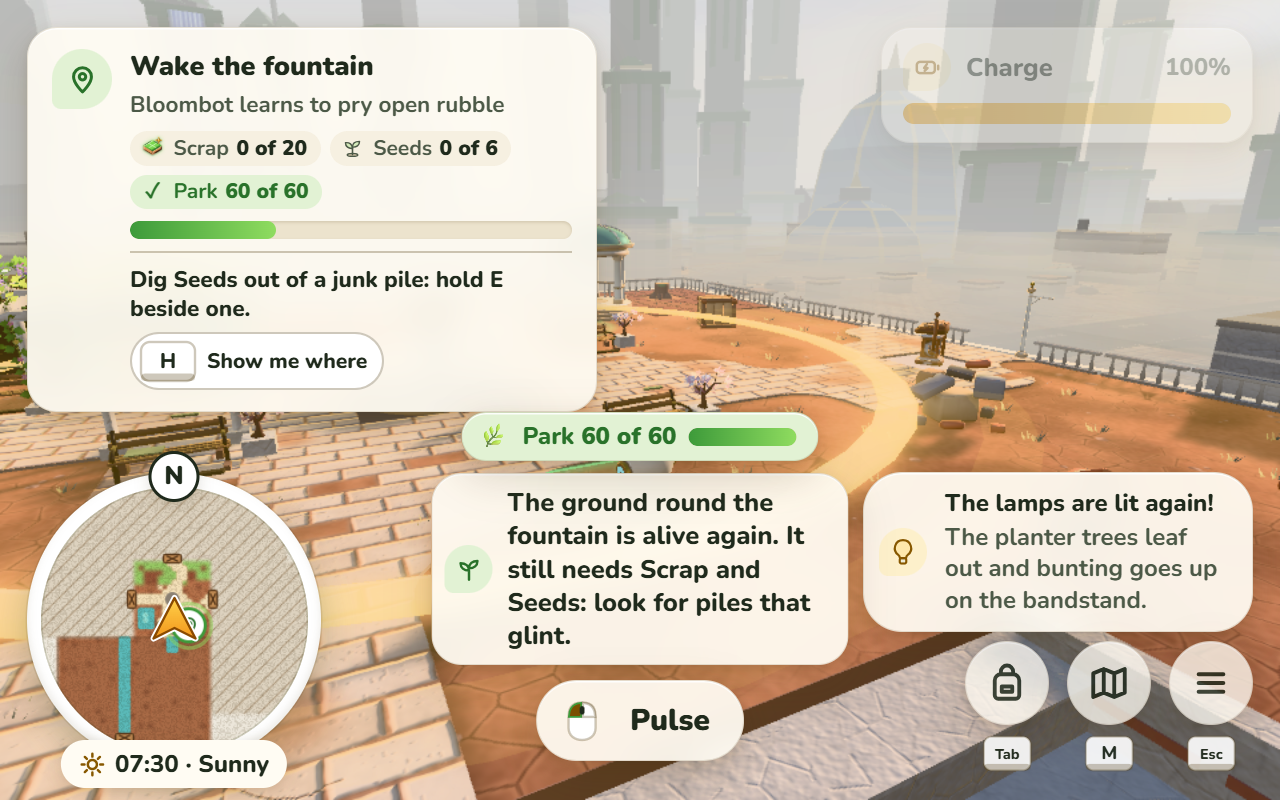 Wake the fountain
Bloombot learns to pry open rubble
Scrap 0 of 20
Seeds 0 of 6
✓ Park 60 of 60
Dig Seeds out of a junk pile: hold E
beside one.
H Show me where
Charge 100%
Park 60 of 60
N
The ground round the
fountain is alive again. It
still needs Scrap and
Seeds: look for piles that
glint.
The lamps are lit again!
The planter trees leaf
out and bunting goes up
on the bandstand.
Pulse
07:30 · Sunny
Tab
M
Esc